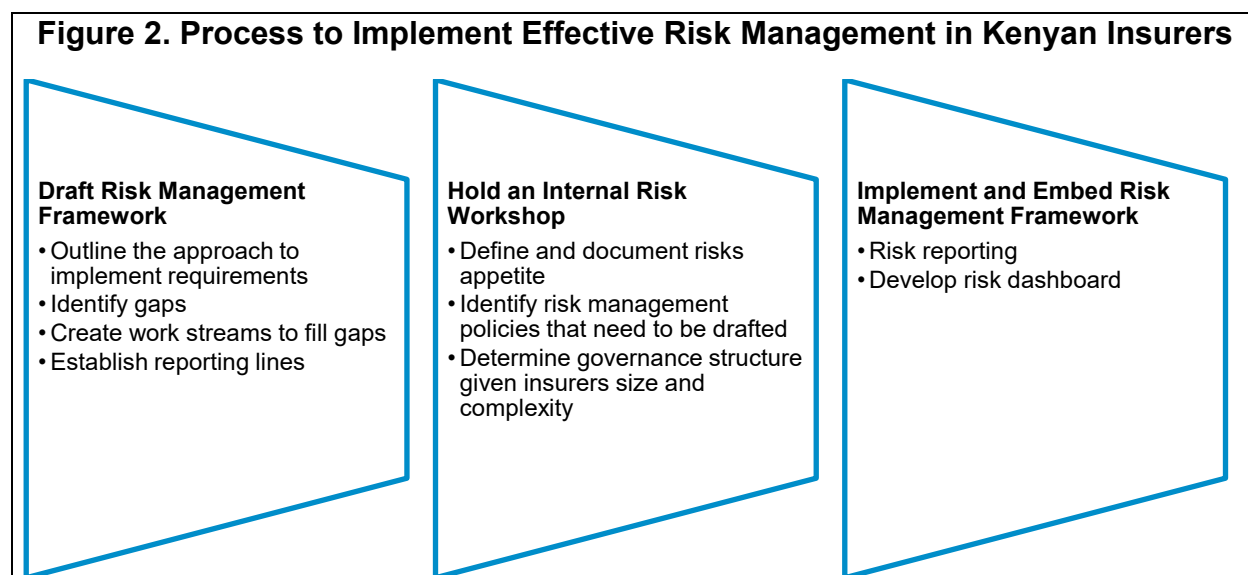 Figure 2. Process to Implement Effective Risk Management in Kenyan Insurers
Draft Risk Management
Framework
• Outline the approach to
implement requirements
• Identify gaps
• Create work streams to fill gaps
• Establish reporting lines
Hold an Internal Risk
Workshop
• Define and document risks
appetite
• Identify risk management
policies that need to be drafted
• Determine governance structure
given insurers size and
complexity
Implement and Embed Risk
Management Framework
• Risk reporting
• Develop risk dashboard